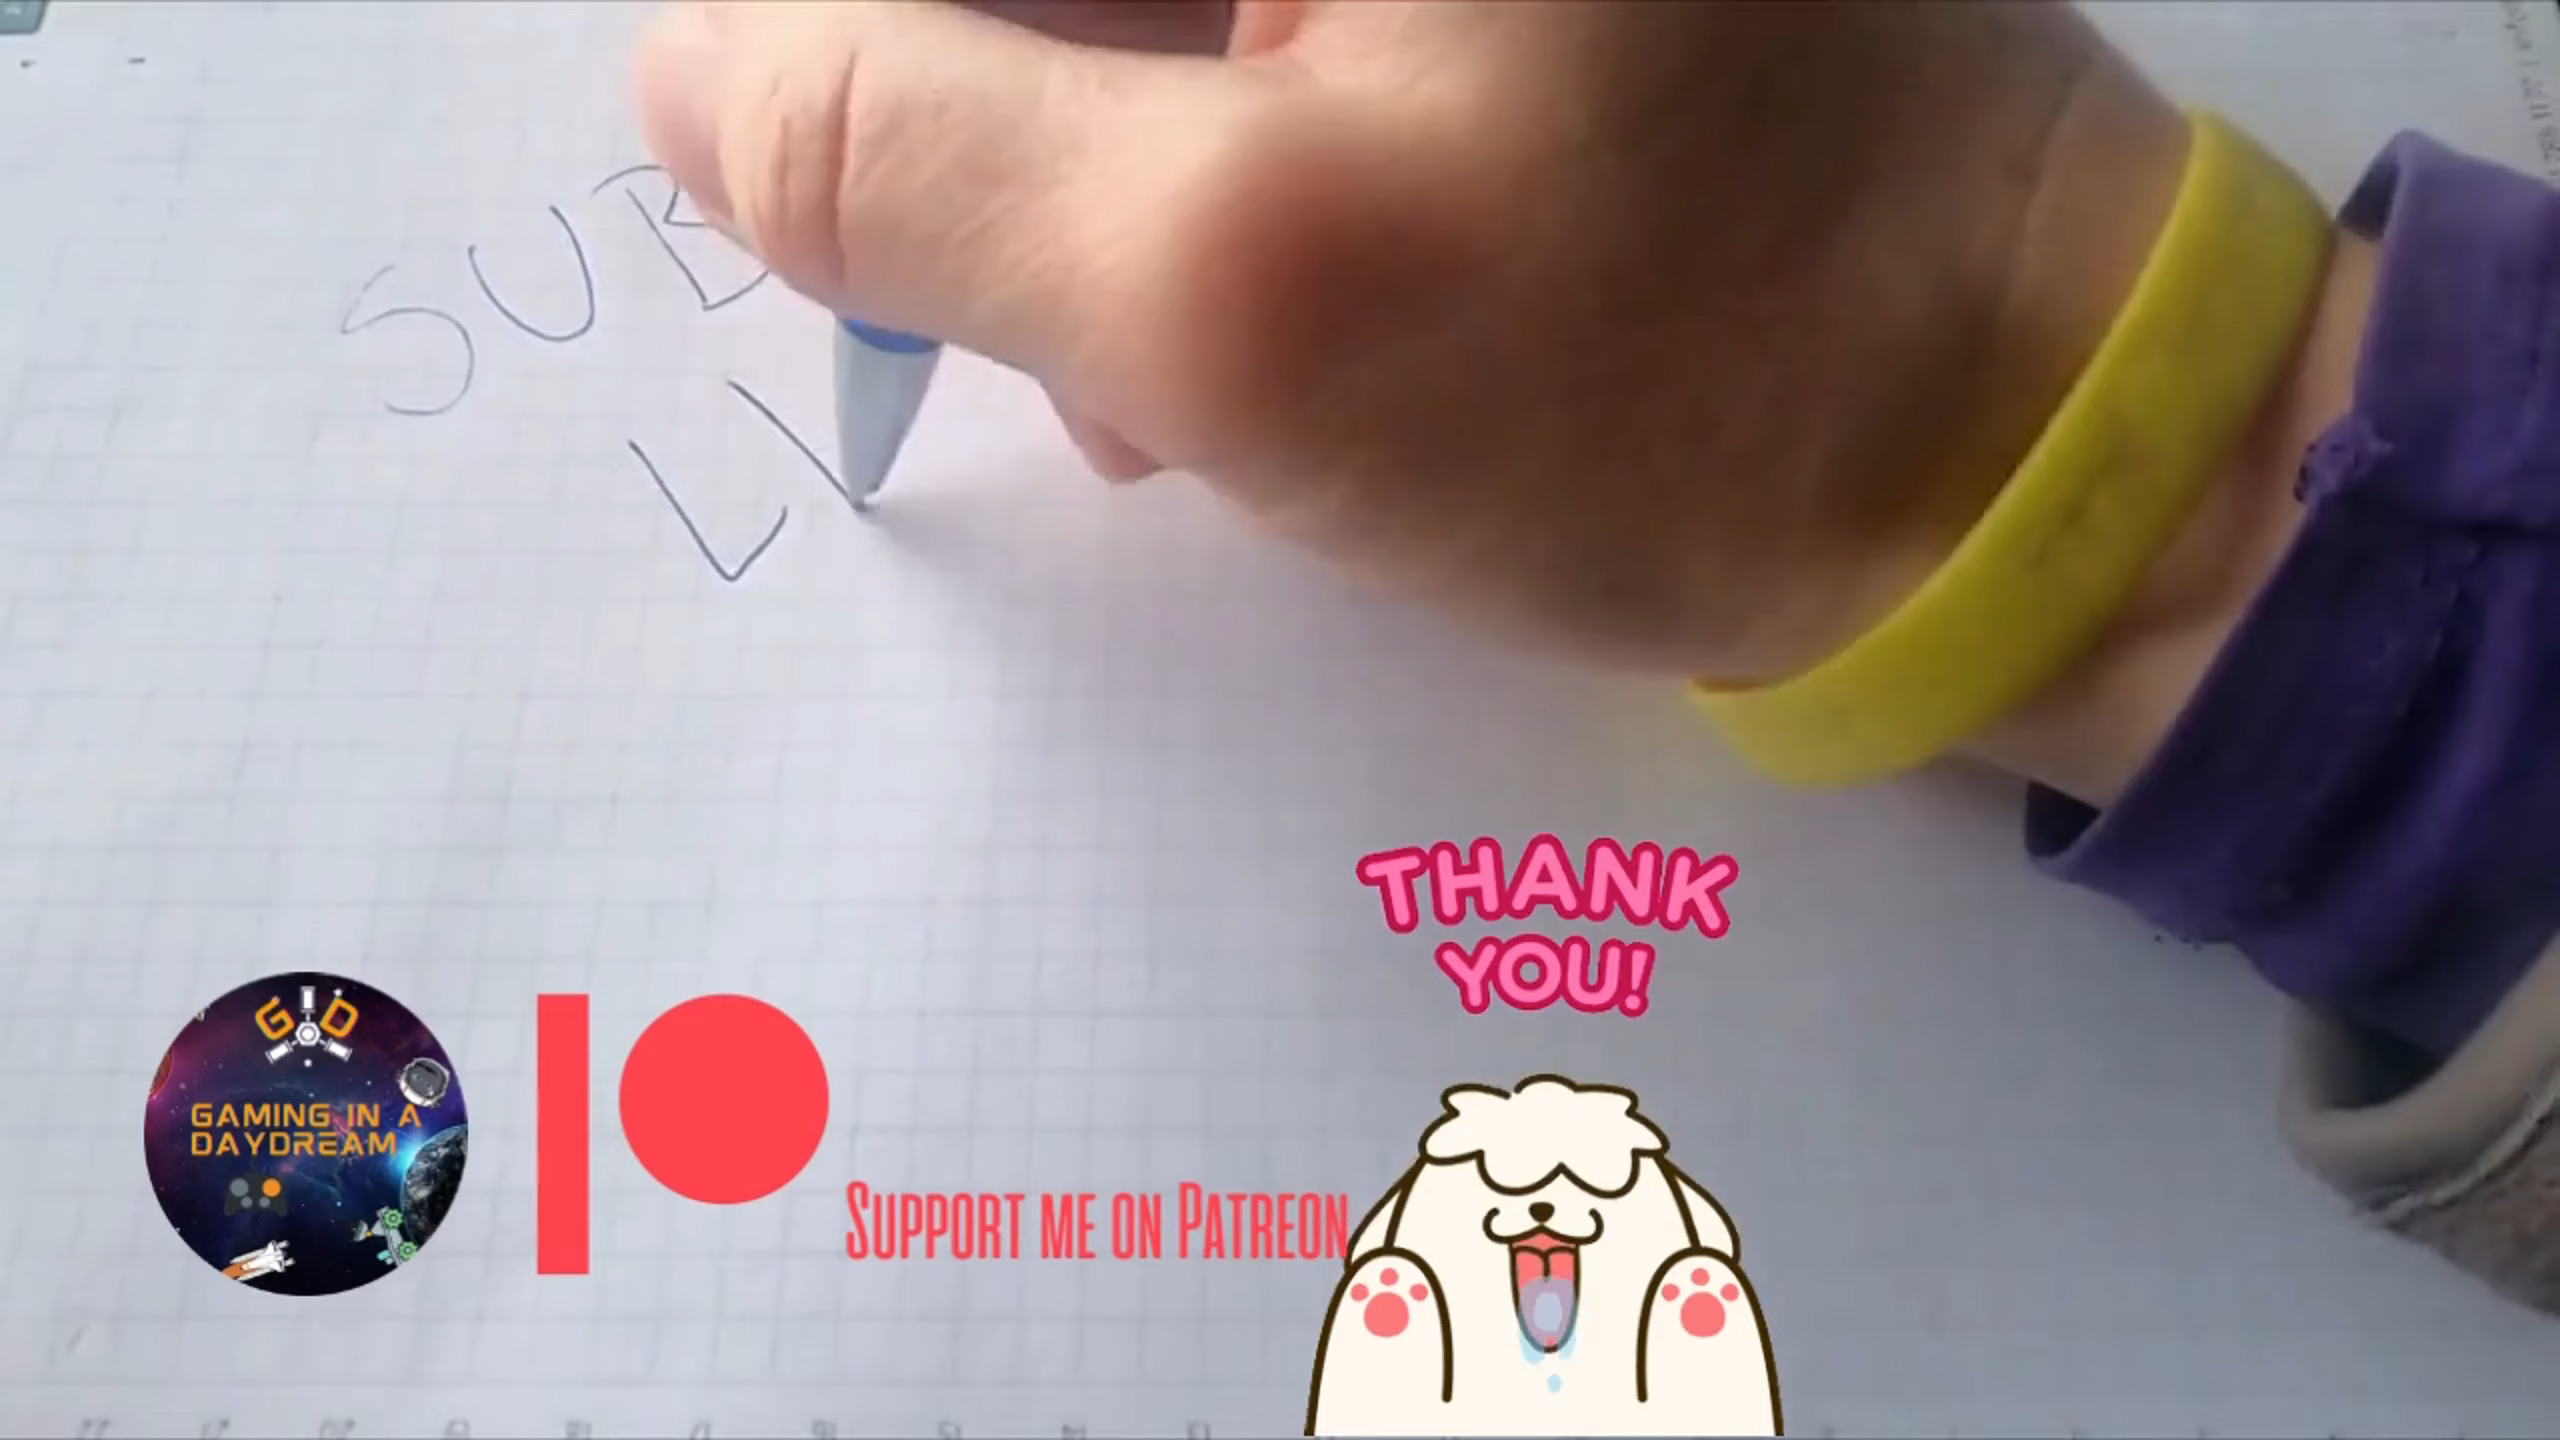 SUB
LI
THANK
YOU!
G D
GAMING IN A
DAYDREAM
SUPPORT ME ON PATREON